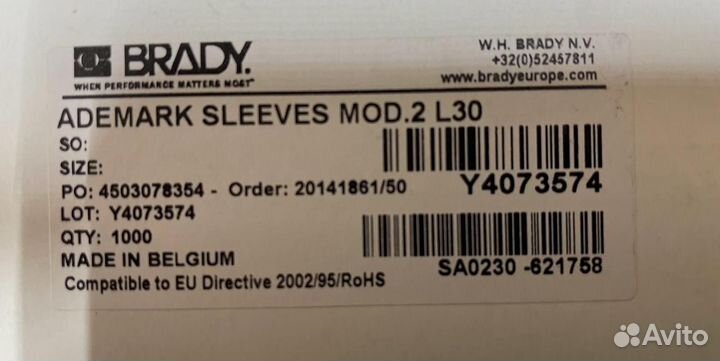 BRADY.
WHEN PERFORMANCE MATTERS MOST
W.H. BRADY N.V.
+32(0)52457811
www.bradyeurope.com
ADEMARK SLEEVES MOD.2 L30
SO:
SIZE:
PO: 4503078354 - Order: 20141861/50
Y4073574
LOT: Y4073574
QTY: 1000
MADE IN BELGIUM
SA0230 -621758
Compatible to EU Directive 2002/95/RoHS
Avito